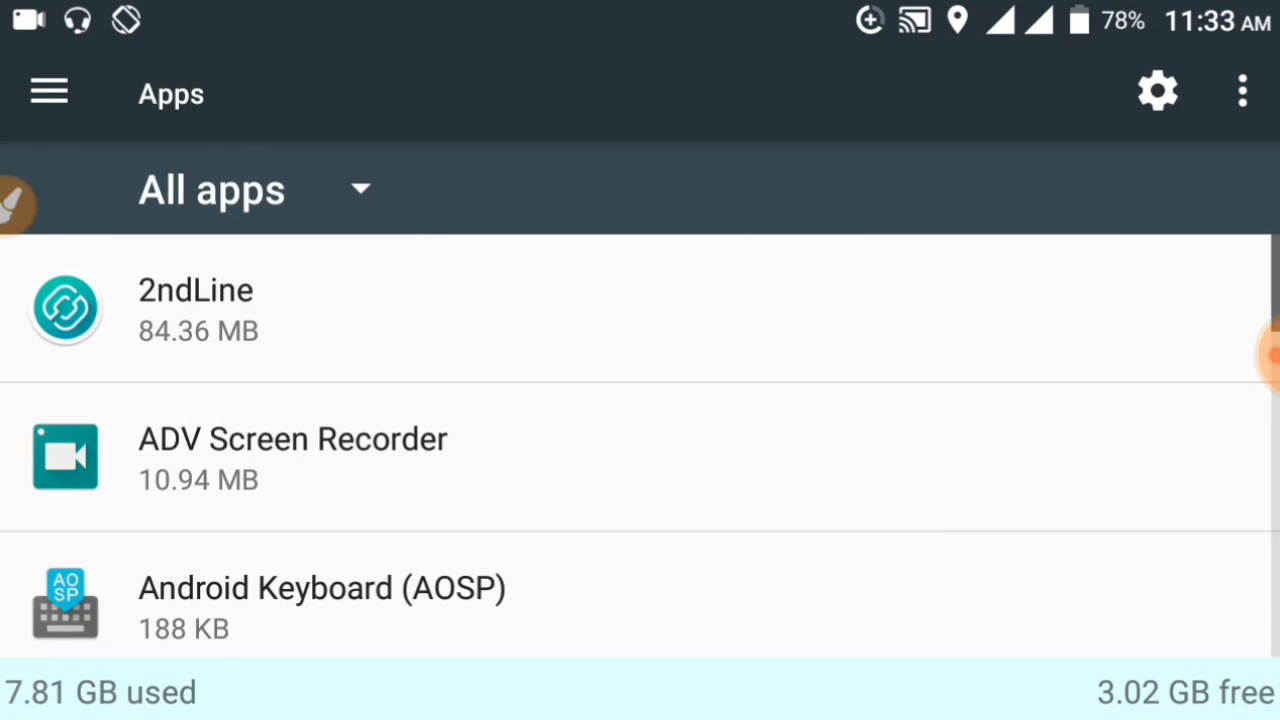 78% 11:33 AM
Apps
All apps
2ndLine
84.36 MB
ADV Screen Recorder
10.94 MB
AO
SP
Android Keyboard (AOSP)
188 KB
7.81 GB used 3.02 GB free